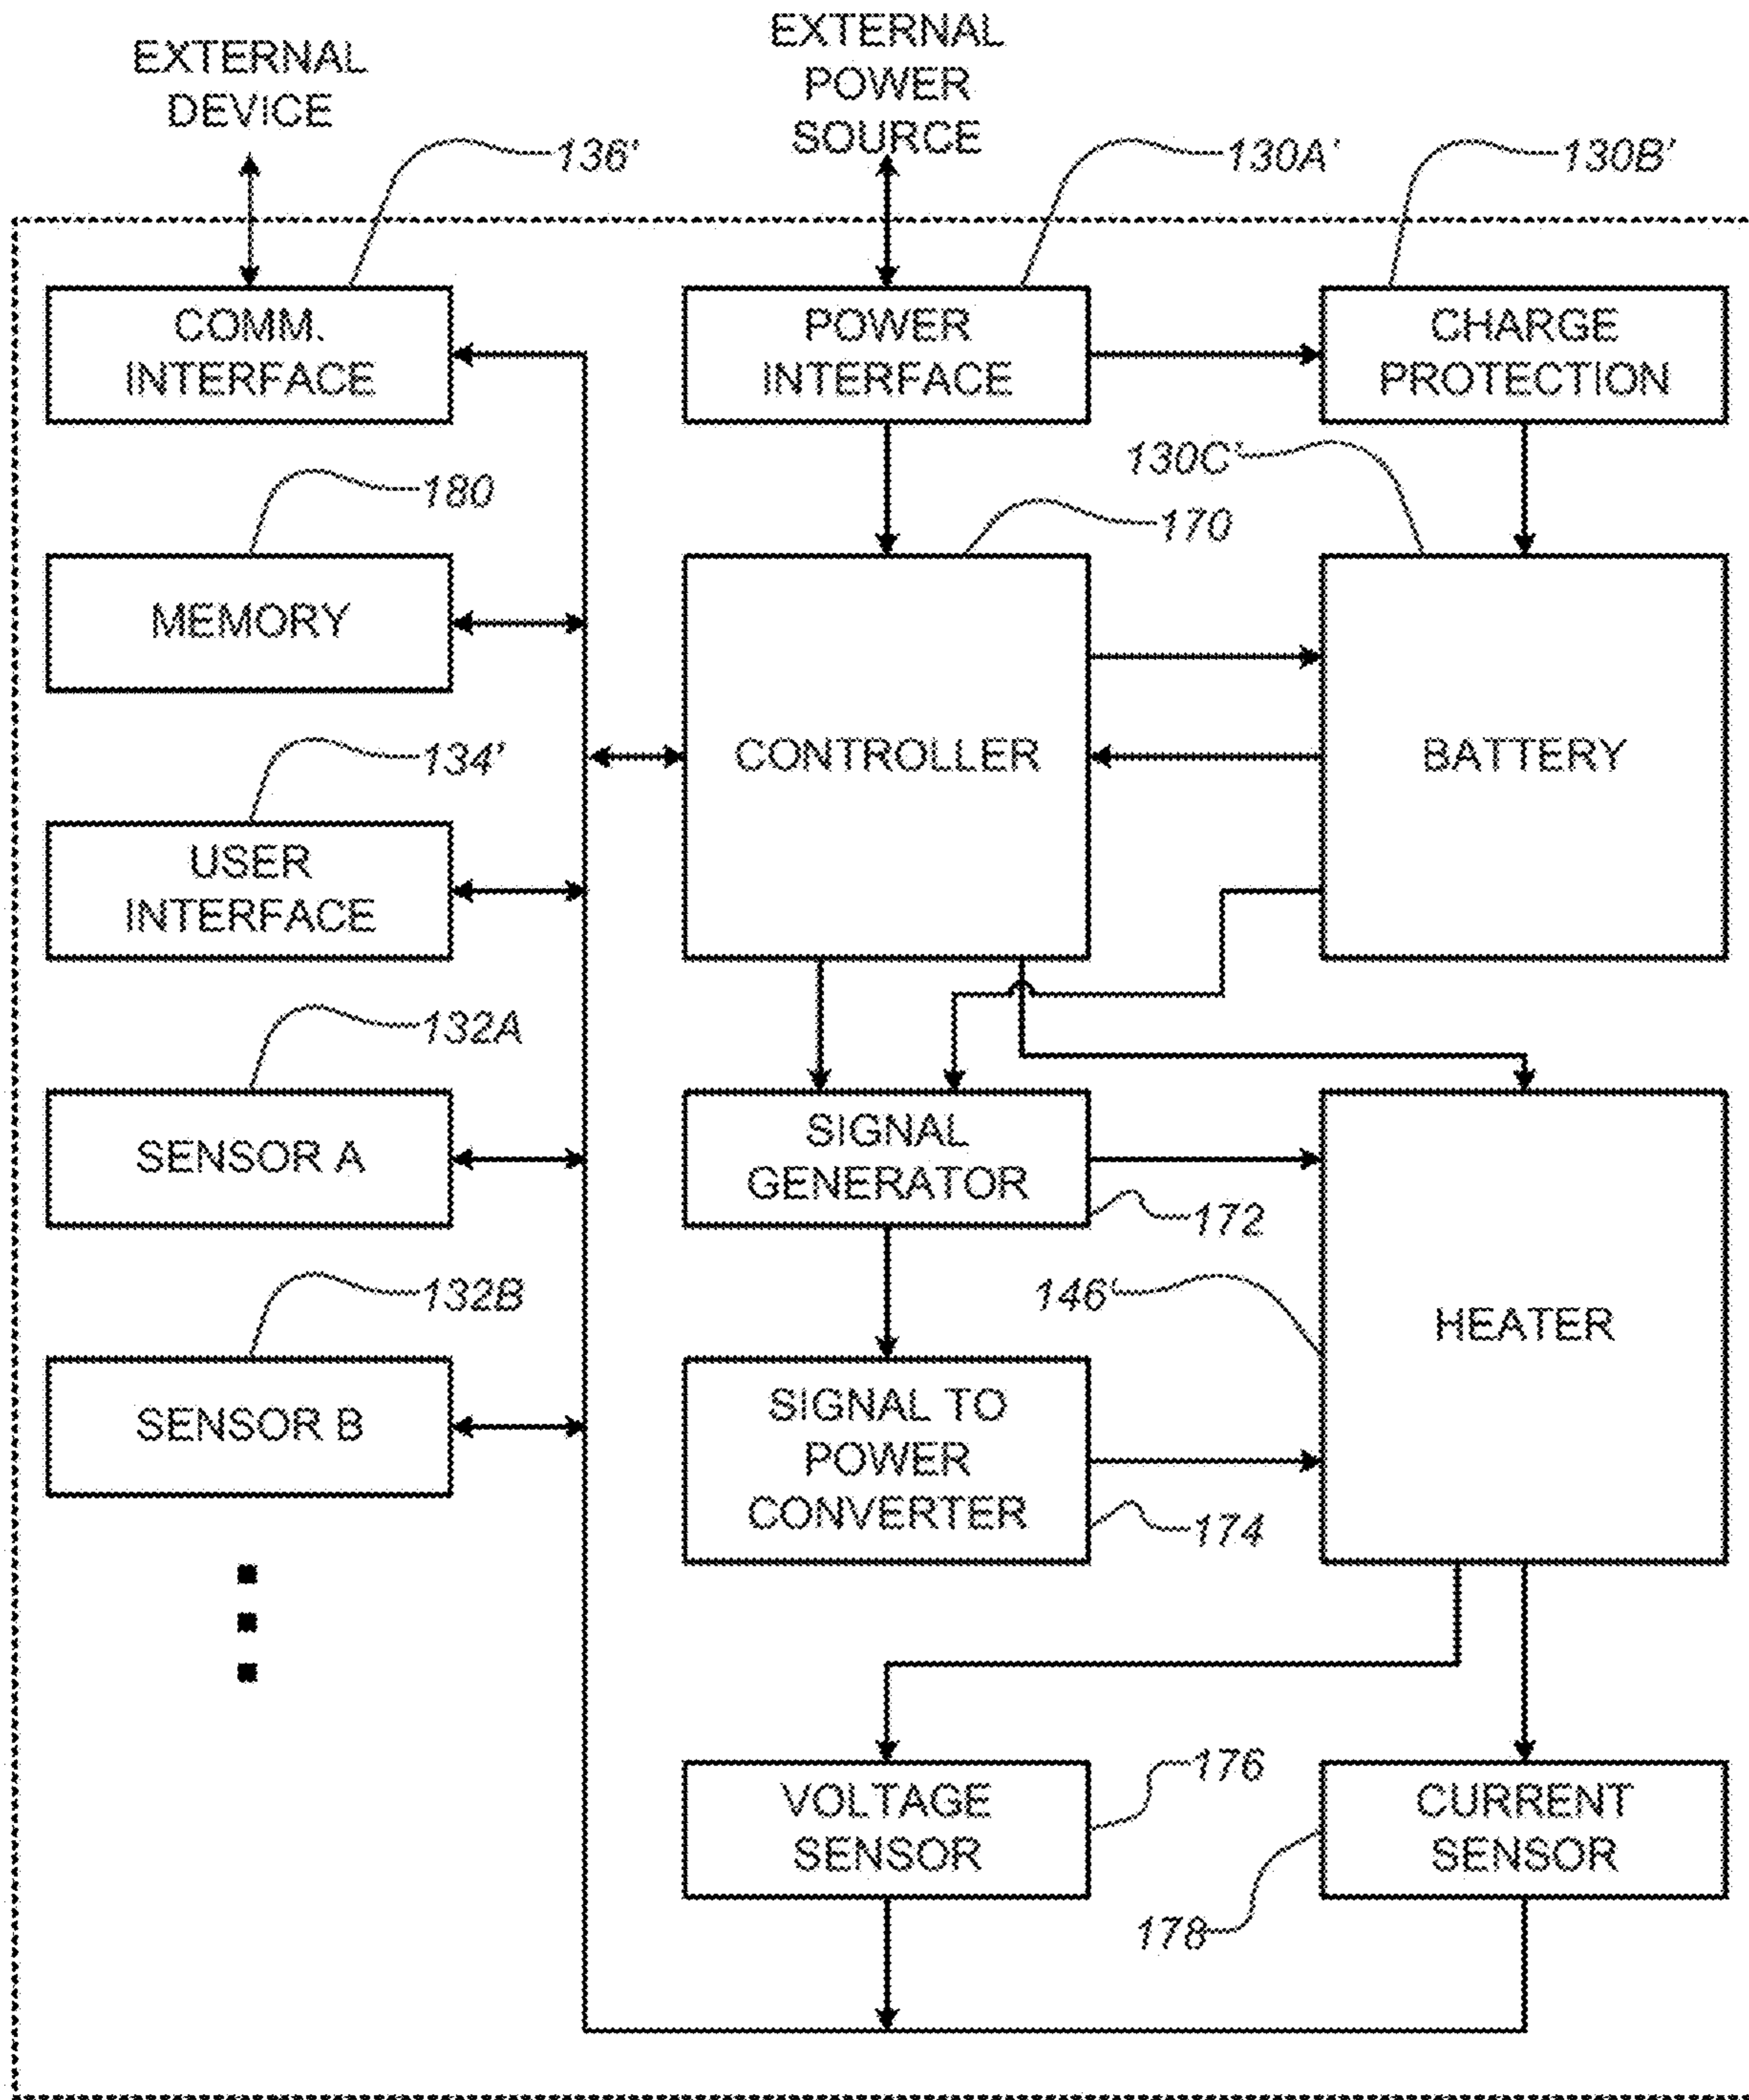 EXTERNAL
DEVICE
EXTERNAL
POWER
SOURCE
136'
130A'
130B'
COMM.
INTERFACE
POWER
INTERFACE
CHARGE
PROTECTION
130C'
180
170
MEMORY
CONTROLLER
BATTERY
134'
USER
INTERFACE
132A
SENSOR A
SIGNAL
GENERATOR
172
132B
146'
HEATER
SENSOR B
SIGNAL TO
POWER
CONVERTER
174
176
VOLTAGE
SENSOR
CURRENT
SENSOR
178